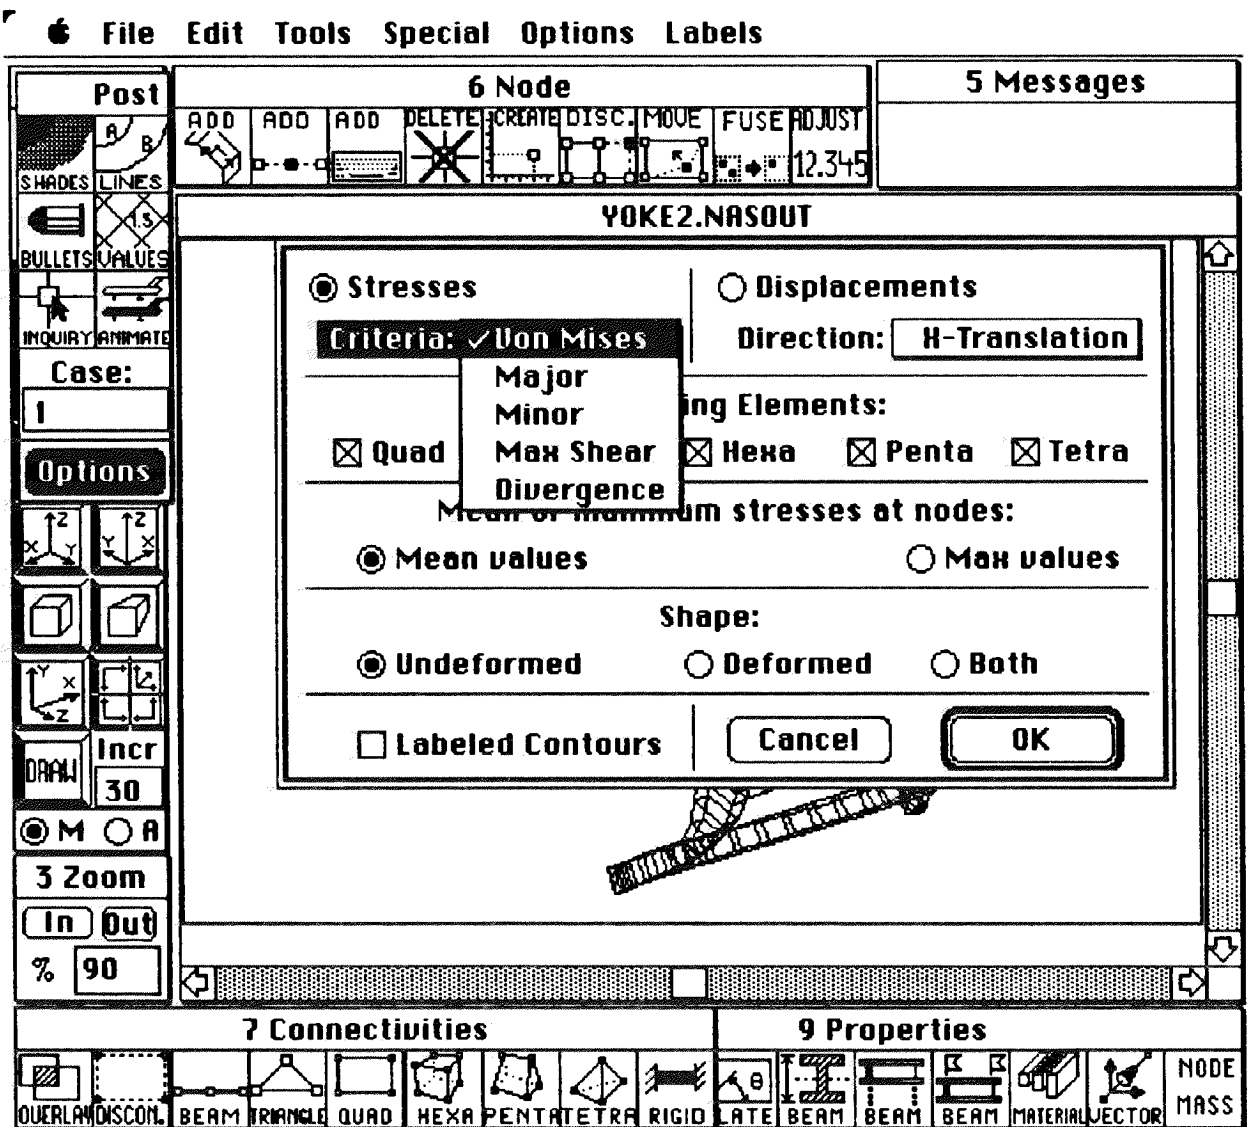 File Edit Tools Special Options Labels
Post
6 Node
5 Messages
ADD ADD ADD DELETE CREATE DISC. MOVE FUSE ADJUST
12.345
A B
SHADES LINES
YOKE2.NASOUT
1.5
BULLETS VALUES
INQUIRY ANIMATE
Stresses
Displacements
Criteria: ✓Von Mises
Major
Minor
Max Shear
Divergence
Direction: X-Translation
ing Elements:
Quad Hexa Penta Tetra
um stresses at nodes:
Mean values Max values
Shape:
Undeformed Deformed Both
Labeled Contours Cancel OK
Case:
1
Options
Z X Y
Z Y X
Y X Z
Z
DRAW
Incr
30
M A
3 Zoom
In Out
% 90
7 Connectivities
9 Properties
OVERLAY DISCON. BEAM TRIANGLE QUAD HEXA PENTA TETRA RIGID
θ
LATE BEAM BEAM BEAM MATERIAL VECTOR NODE MASS